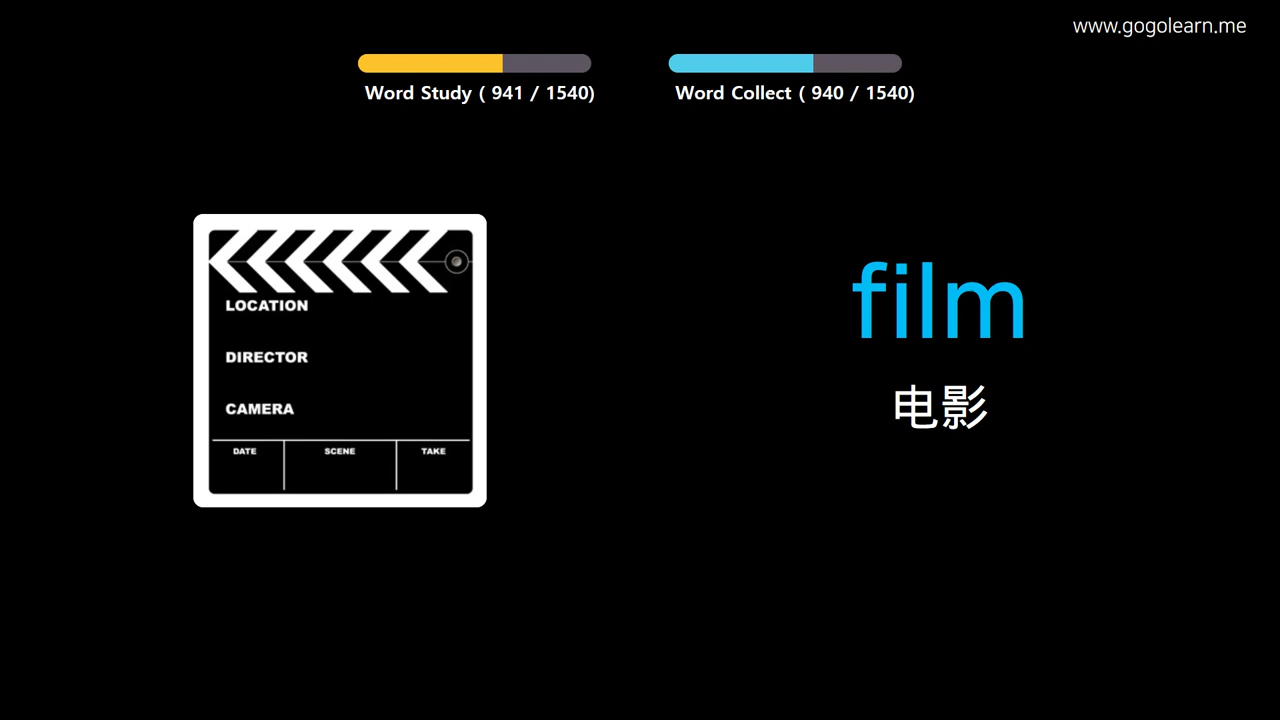 www.gogolearn.me
Word Study ( 941 / 1540)
Word Collect ( 940 / 1540)
LOCATION
DIRECTOR
CAMERA
DATE
SCENE
TAKE
film
电影